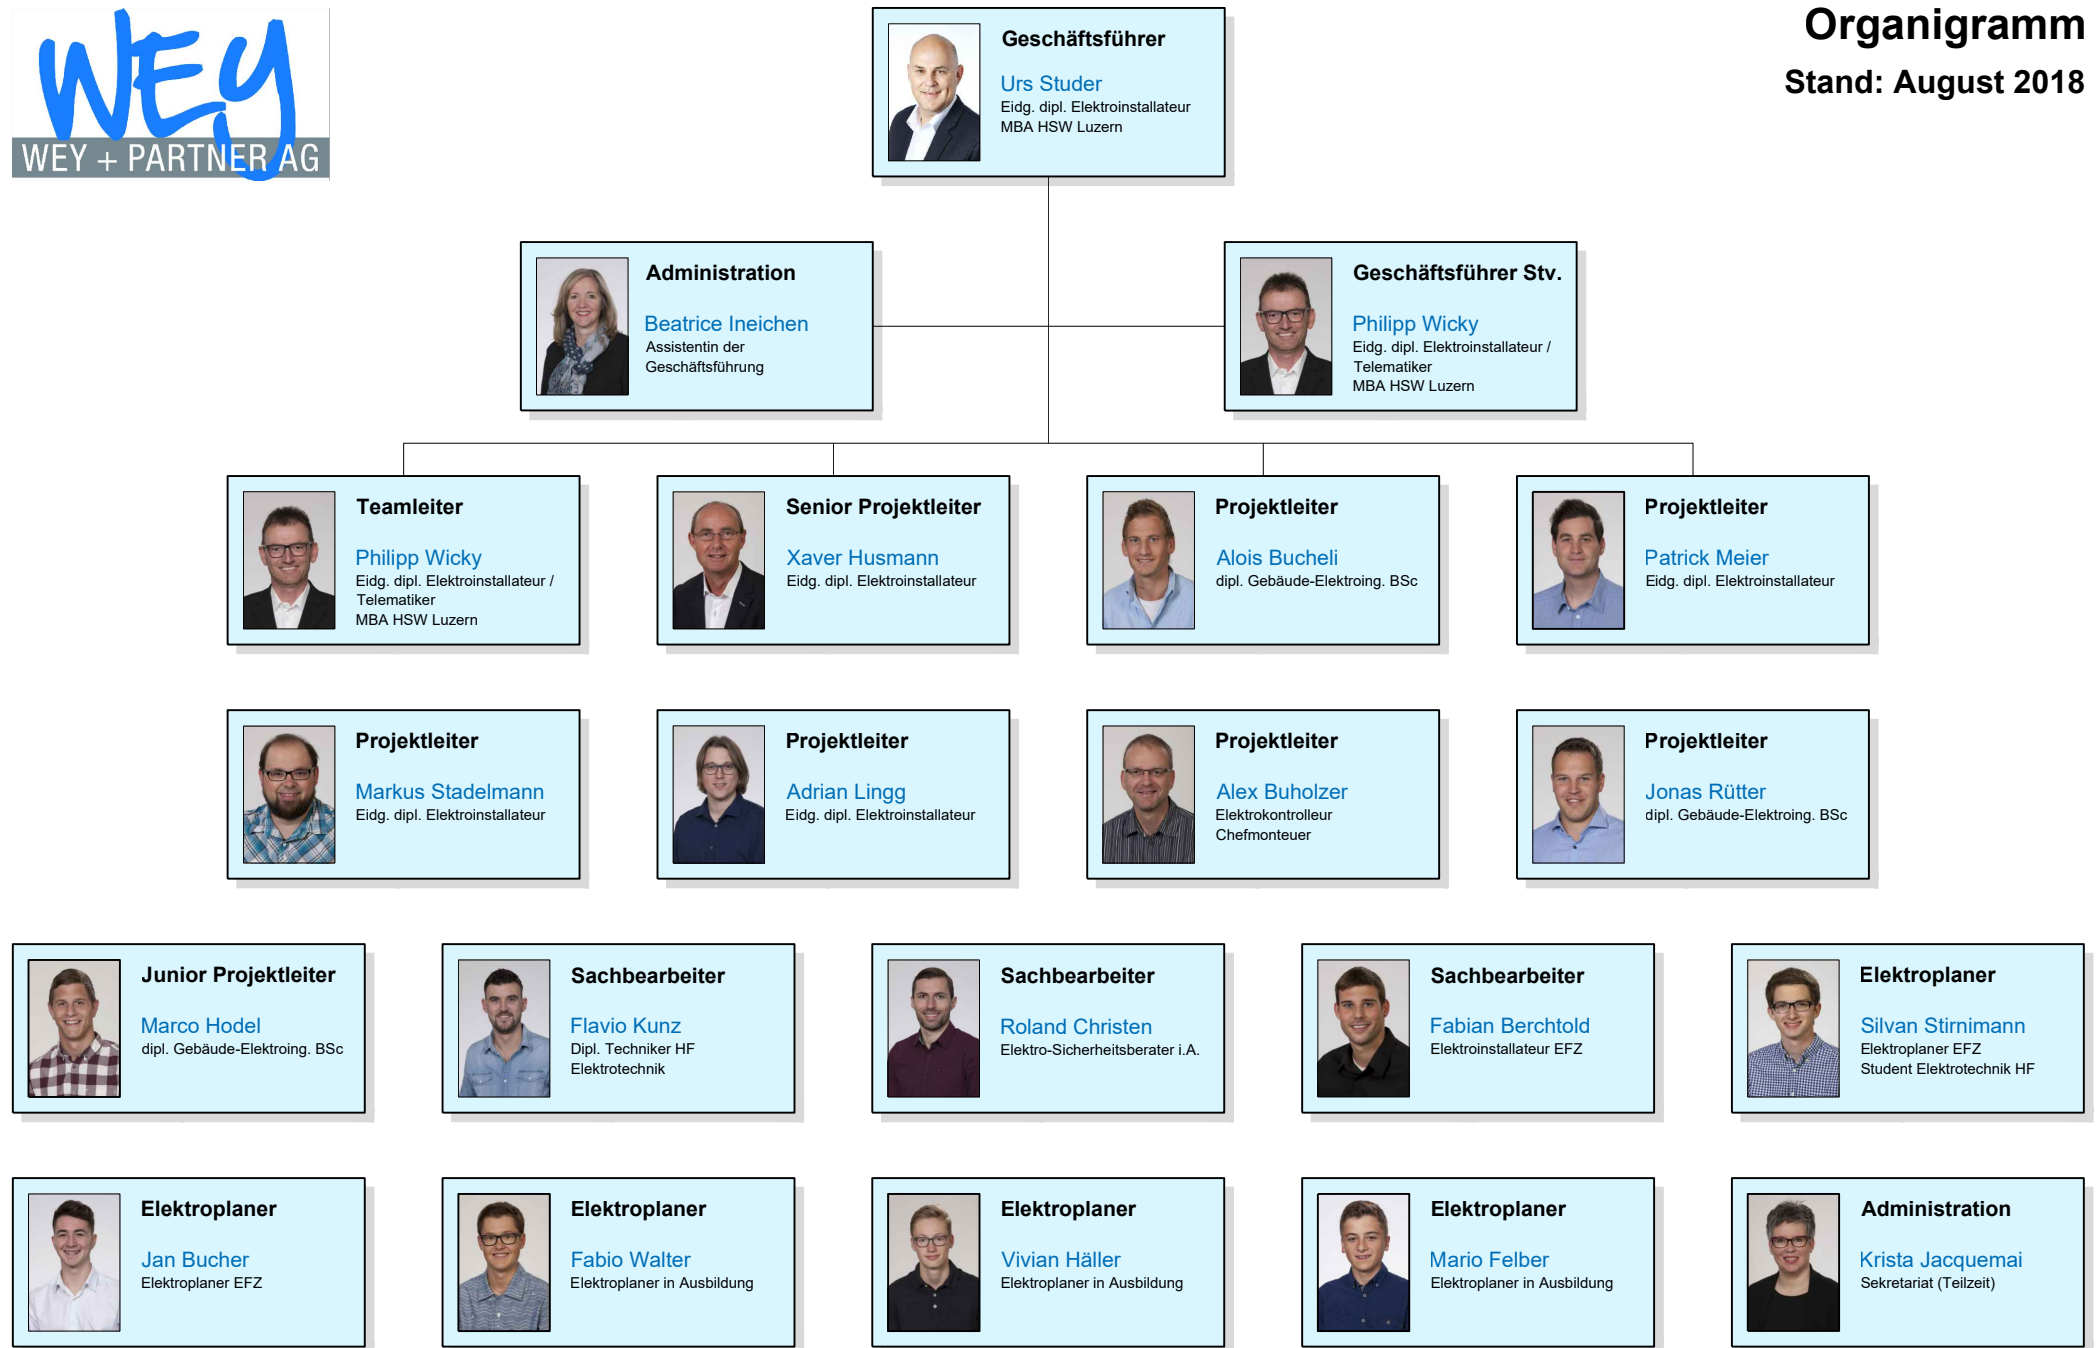 WEY
WEY + PARTNER AG
Organigramm
Stand: August 2018
Geschäftsführer
Urs Studer
Eidg. dipl. Elektroinstallateur
MBA HSW Luzern
Administration
Beatrice Ineichen
Assistentin der
Geschäftsführung
Geschäftsführer Stv.
Philipp Wicky
Eidg. dipl. Elektroinstallateur /
Telematiker
MBA HSW Luzern
Teamleiter
Philipp Wicky
Eidg. dipl. Elektroinstallateur /
Telematiker
MBA HSW Luzern
Senior Projektleiter
Xaver Husmann
Eidg. dipl. Elektroinstallateur
Projektleiter
Alois Bucheli
dipl. Gebäude-Elektroing. BSc
Projektleiter
Patrick Meier
Eidg. dipl. Elektroinstallateur
Projektleiter
Markus Stadelmann
Eidg. dipl. Elektroinstallateur
Projektleiter
Adrian Lingg
Eidg. dipl. Elektroinstallateur
Projektleiter
Alex Buholzer
Elektrokontrolleur
Chefmonteuer
Projektleiter
Jonas Rütter
dipl. Gebäude-Elektroing. BSc
Junior Projektleiter
Marco Hodel
dipl. Gebäude-Elektroing. BSc
Sachbearbeiter
Flavio Kunz
Dipl. Techniker HF
Elektrotechnik
Sachbearbeiter
Roland Christen
Elektro-Sicherheitsberater i.A.
Sachbearbeiter
Fabian Berchtold
Elektroinstallateur EFZ
Elektroplaner
Silvan Stirnimann
Elektroplaner EFZ
Student Elektrotechnik HF
Elektroplaner
Jan Bucher
Elektroplaner EFZ
Elektroplaner
Fabio Walter
Elektroplaner in Ausbildung
Elektroplaner
Vivian Häller
Elektroplaner in Ausbildung
Elektroplaner
Mario Felber
Elektroplaner in Ausbildung
Administration
Krista Jacquemai
Sekretariat (Teilzeit)